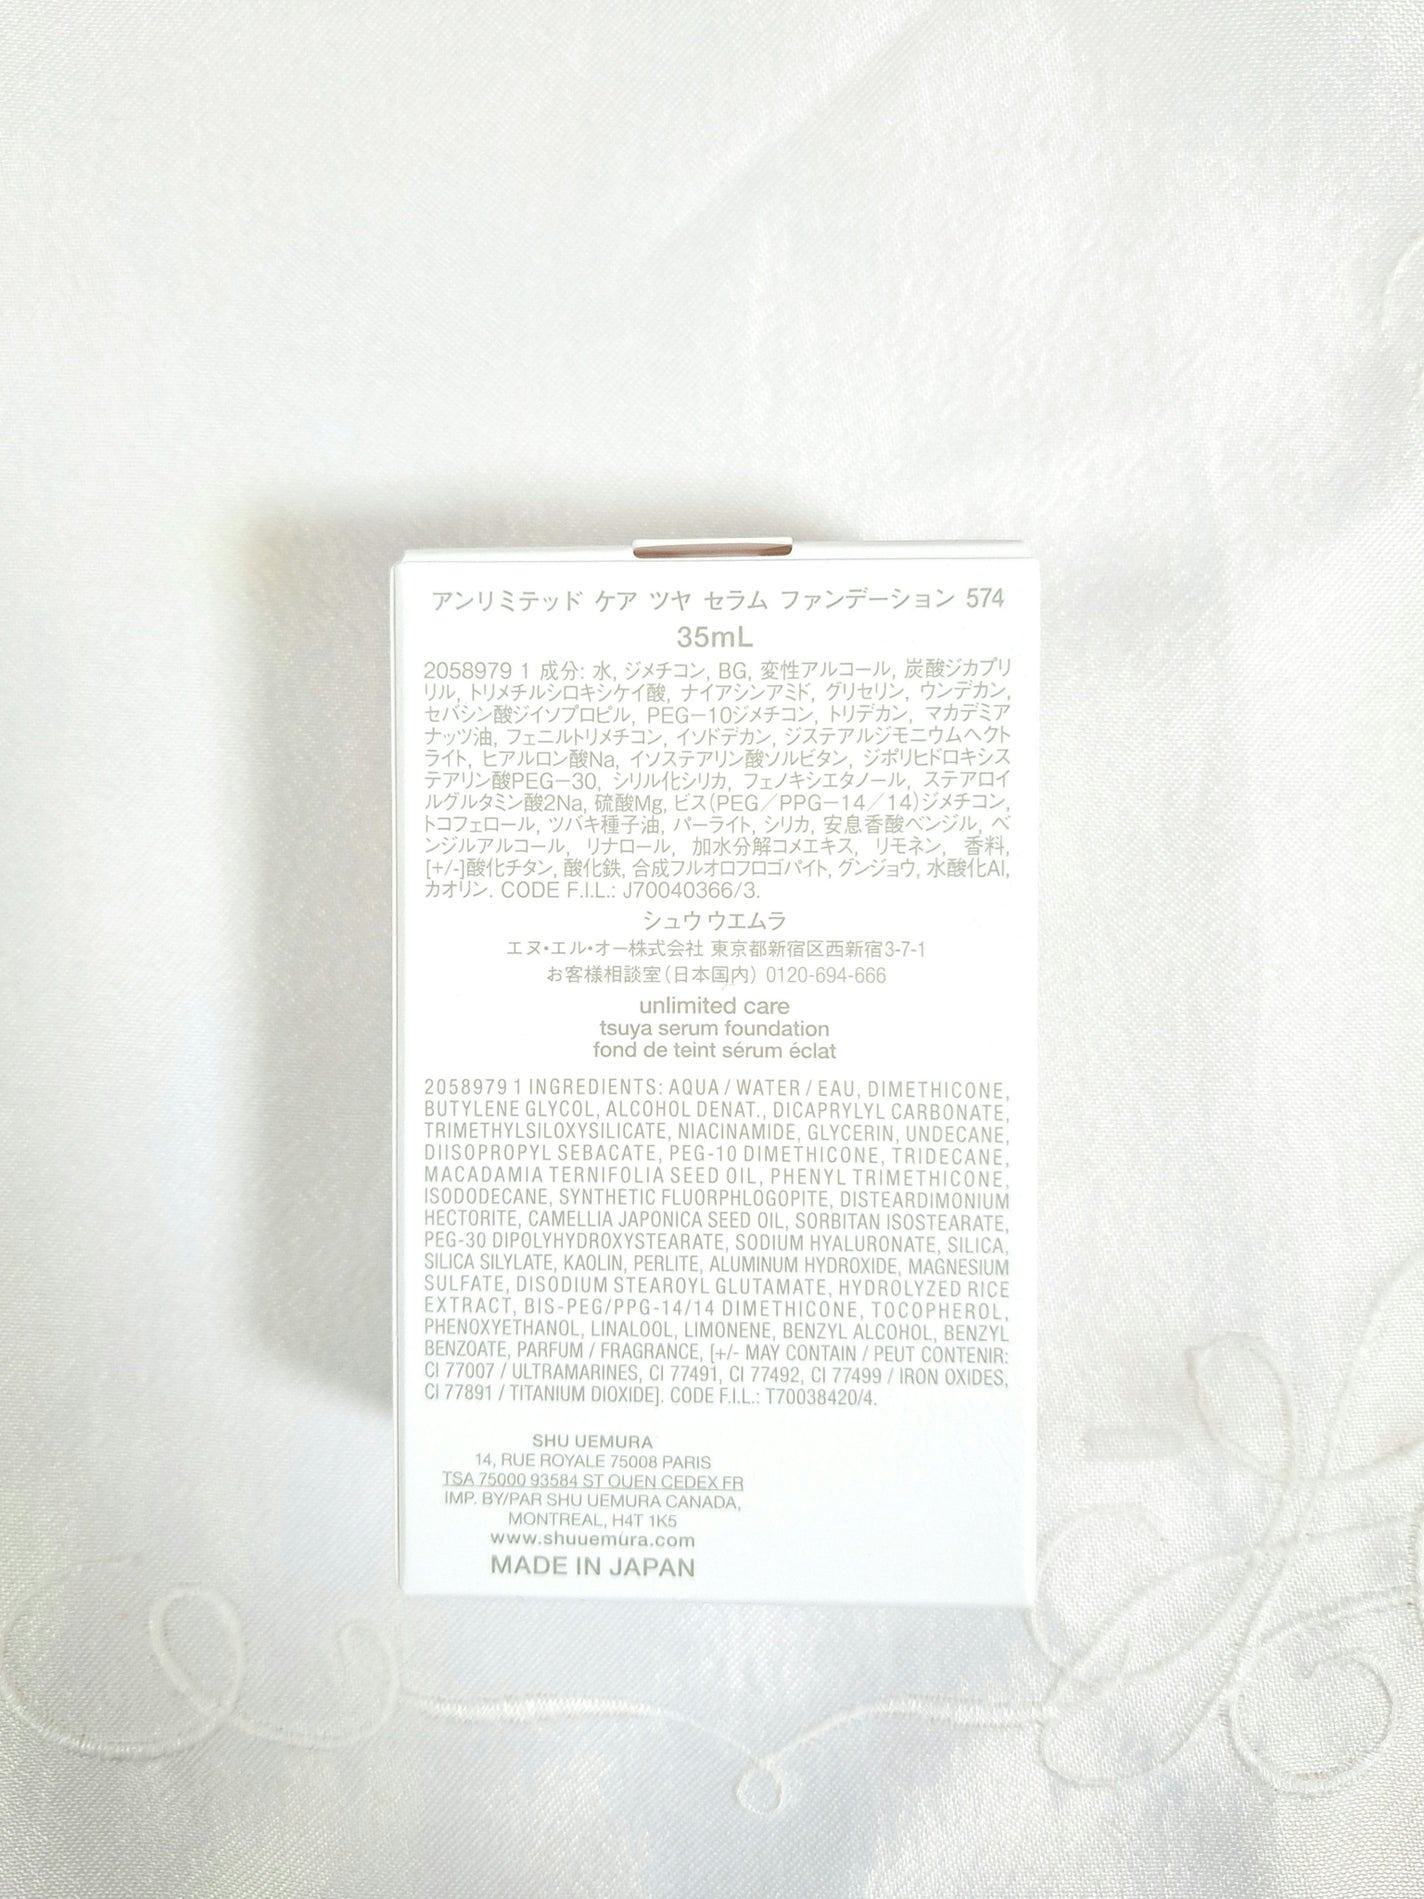 アンリミテッド ケア ツヤ セラム ファンデーション 574
35mL
2058979 1 成分: 水, ジメチコン, BG, 変性アルコール, 炭酸ジカプリ
リル, トリメチルシロキシケイ酸, ナイアシンアミド, グリセリン, ウンデカン,
セバシン酸ジイソプロピル, PEG-10ジメチコン, トリデカン, マカデミア
ナッツ油, フェニルトリメチコン, イソドデカン, ジステアルジモニウムヘクト
ライト, ヒアルロン酸Na, イソステアリン酸ソルビタン, ジポリヒドロキシス
テアリン酸PEG-30, シリル化シリカ, フェノキシエタノール, ステアロイ
ルグルタミン酸2Na, 硫酸Mg, ビス(PEG/PPG-14/14)ジメチコン,
トコフェロール, ツバキ種子油, パーライト, シリカ, 安息香酸ベンジル, ベ
ンジルアルコール, リナロール, 加水分解コメエキス, リモネン, 香料,
[+/-]酸化チタン, 酸化鉄, 合成フルオロフロゴパイト, グンジョウ, 水酸化Al,
カオリン. CODE F.I.L.: J70040366/3.
シュウ ウエムラ
エヌ・エル・オー株式会社 東京都新宿区西新宿3-7-1
お客様相談室(日本国内) 0120-694-666
unlimited care
tsuya serum foundation
fond de teint sérum éclat
2058979 1 INGREDIENTS: AQUA / WATER / EAU, DIMETHICONE,
BUTYLENE GLYCOL, ALCOHOL DENAT., DICAPRYLYL CARBONATE,
TRIMETHYLSILOXYSILICATE, NIACINAMIDE, GLYCERIN, UNDECANE,
DIISOPROPYL SEBACATE, PEG-10 DIMETHICONE, TRIDECANE,
MACADAMIA TERNIFOLIA SEED OIL, PHENYL TRIMETHICONE,
ISODODECANE, SYNTHETIC FLUORPHLOGOPITE, DISTEARDIMONIUM
HECTORITE, CAMELLIA JAPONICA SEED OIL, SORBITAN ISOSTEARATE,
PEG-30 DIPOLYHYDROXYSTEARATE, SODIUM HYALURONATE, SILICA,
SILICA SILYLATE, KAOLIN, PERLITE, ALUMINUM HYDROXIDE, MAGNESIUM
SULFATE, DISODIUM STEAROYL GLUTAMATE, HYDROLYZED RICE
EXTRACT, BIS-PEG/PPG-14/14 DIMETHICONE, TOCOPHEROL,
PHENOXYETHANOL, LINALOOL, LIMONENE, BENZYL ALCOHOL, BENZYL
BENZOATE, PARFUM / FRAGRANCE, [+/- MAY CONTAIN / PEUT CONTENIR:
CI 77007 / ULTRAMARINES, CI 77491, CI 77492, CI 77499 / IRON OXIDES,
CI 77891 / TITANIUM DIOXIDE]. CODE F.I.L.: T70038420/4.
SHU UEMURA
14, RUE ROYALE 75008 PARIS
TSA 75000 93584 ST OUEN CEDEX FR
IMP. BY/PAR SHU UEMURA CANADA,
MONTREAL, H4T 1K5
www.shuuemura.com
MADE IN JAPAN